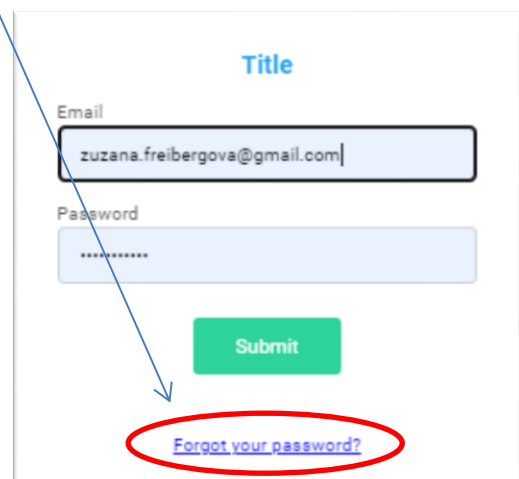 Title
Email
zuzana.freibergova@gmail.com
Password
•••••••••••
Submit
Forgot your password?